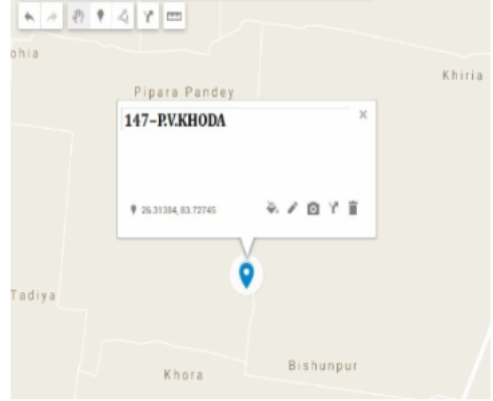 ohia
Khiria
Pipara Pandey
147-P.V.KHODA
26.31384, 83.72745
Tadiya
Khora
Bishunpur